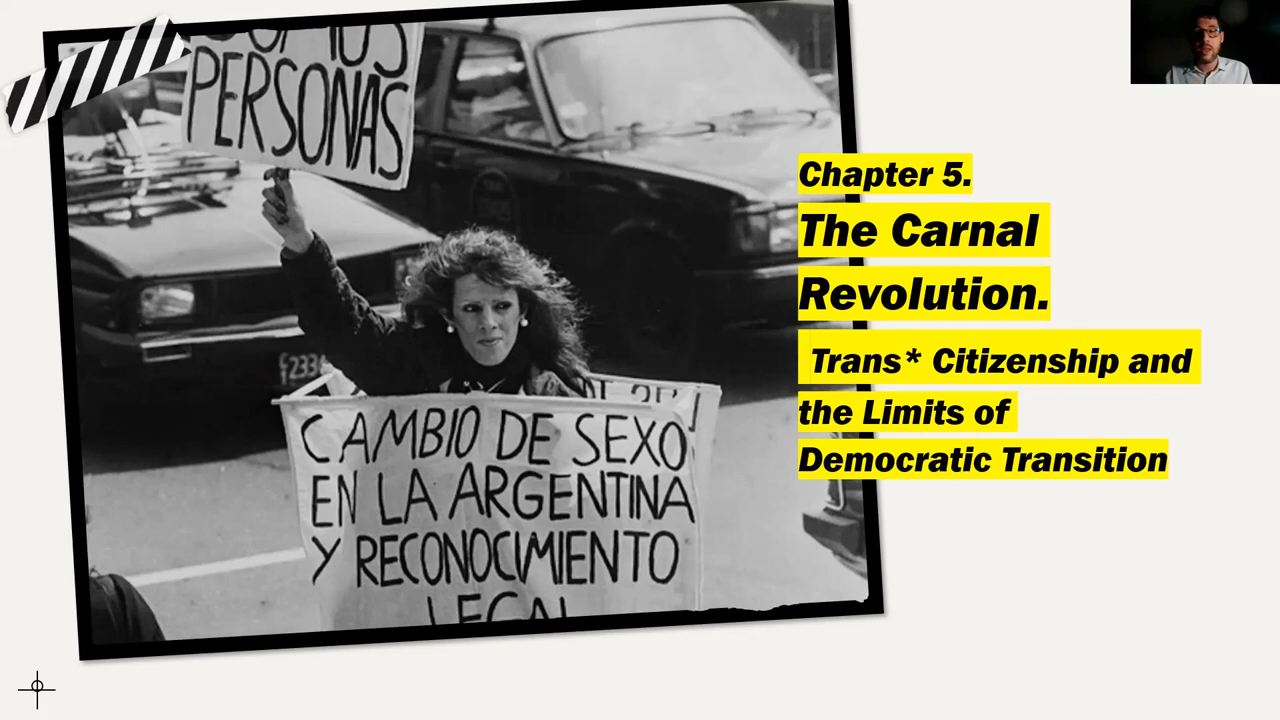 PERSONAS
CAMBIO DE SEXO
EN LA ARGENTINA
Y RECONOCIMIENTO
LEGAL
Chapter 5.
The Carnal
Revolution.
Trans* Citizenship and
the Limits of
Democratic Transition